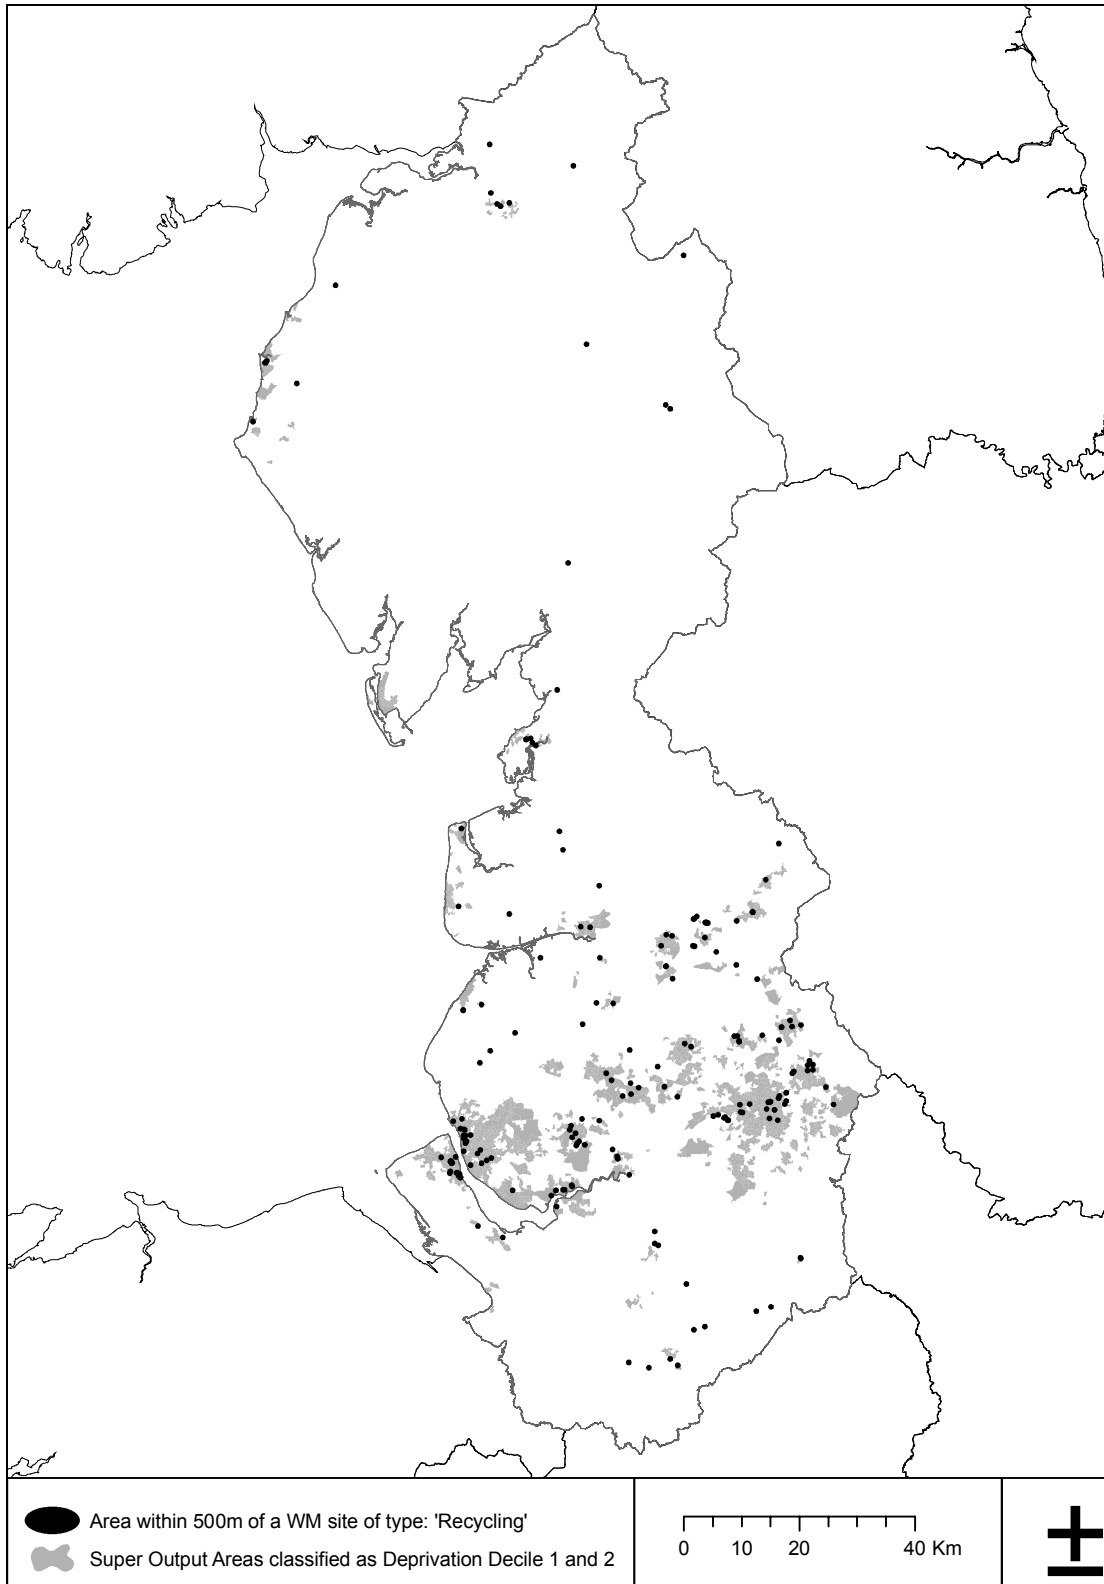 Area within 500m of a WM site of type: 'Recycling'
Super Output Areas classified as Deprivation Decile 1 and 2
0 10 20 40 Km